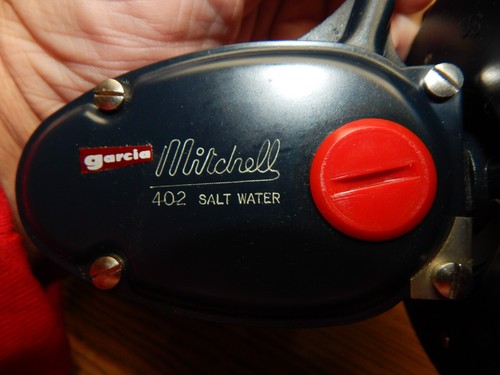 garcia Mitchell
402 SALT WATER